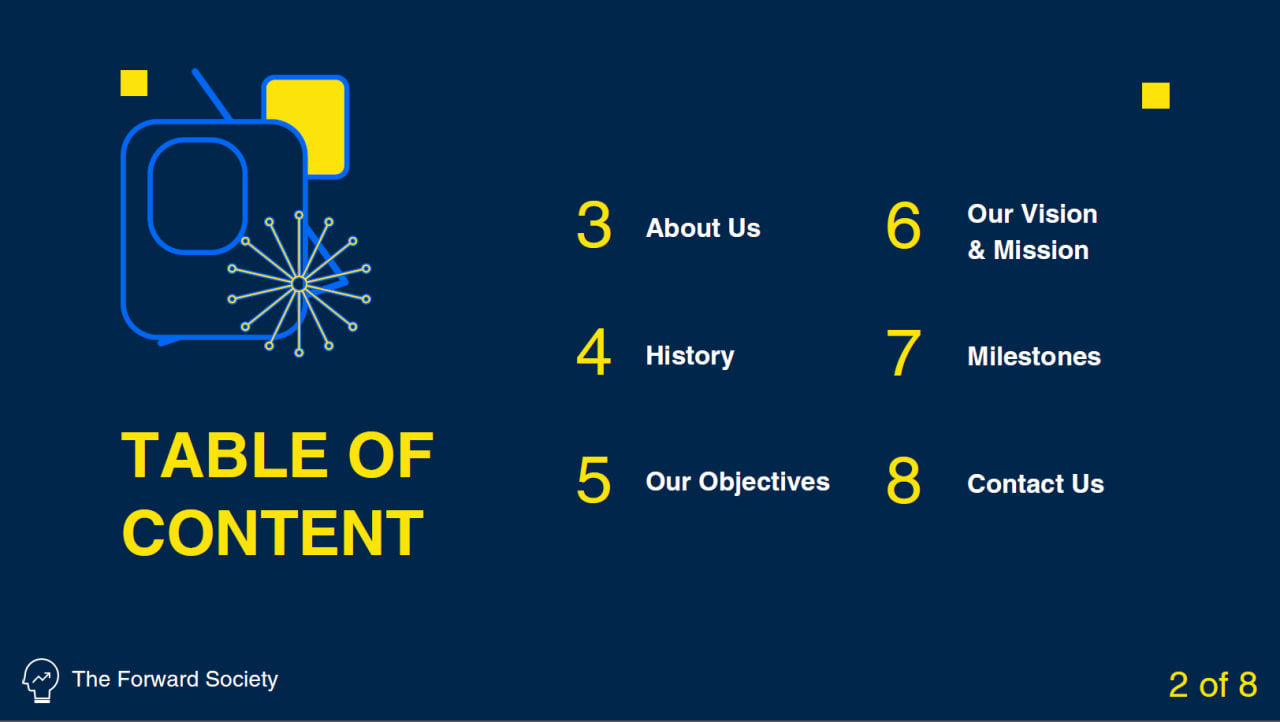 TABLE OF
CONTENT
3 About Us
4 History
5 Our Objectives
6 Our Vision
& Mission
7 Milestones
8 Contact Us
The Forward Society
2 of 8